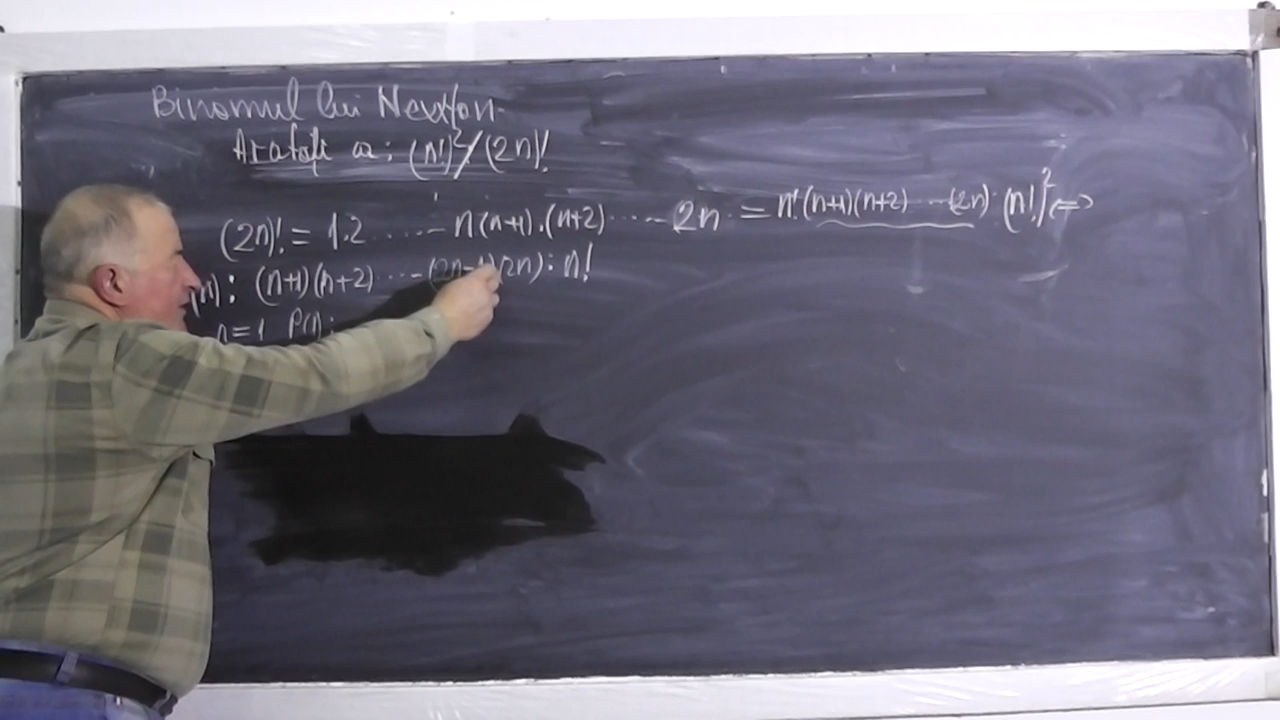 Binomul lui Newton.
Arătați că: (n!)²/(2n)!
(2n)! = 1·2 ...... n(n+1)·(n+2) ...... 2n = n!(n+1)(n+2) ...(2n) ⋮ (n!)² ⇔
(n): (n+1)(n+2) ....(2n-1)(2n) ⋮ n!
n=1 P(1):